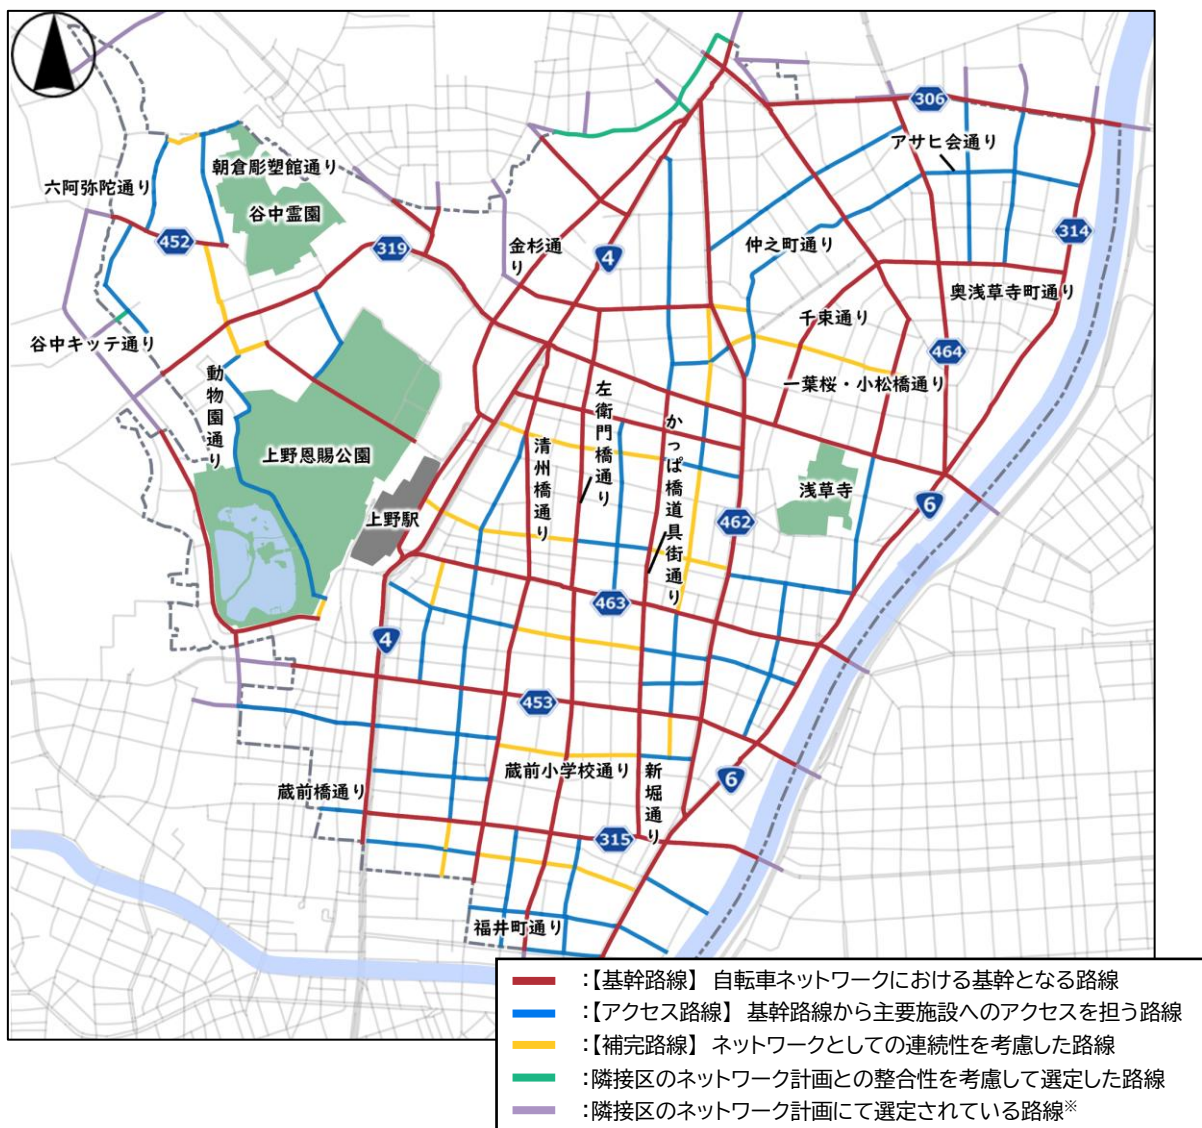 306
アサヒ会通り
朝倉彫塑館通り
六阿弥陀通り
谷中霊園
452
319
金杉通り
4
仲之町通り
314
奥浅草寺町通り
千束通り
谷中キッテ通り
464
一葉桜・小松橋通り
動物園通り
左衛門橋通り
かっぱ橋道具街通り
清州橋通り
上野恩賜公園
浅草寺
6
上野駅
462
463
4
453
蔵前小学校通り
新堀通り
6
蔵前橋通り
315
福井町通り
:【基幹路線】 自転車ネットワークにおける基幹となる路線
:【アクセス路線】 基幹路線から主要施設へのアクセスを担う路線
:【補完路線】 ネットワークとしての連続性を考慮した路線
:隣接区のネットワーク計画との整合性を考慮して選定した路線
:隣接区のネットワーク計画にて選定されている路線※